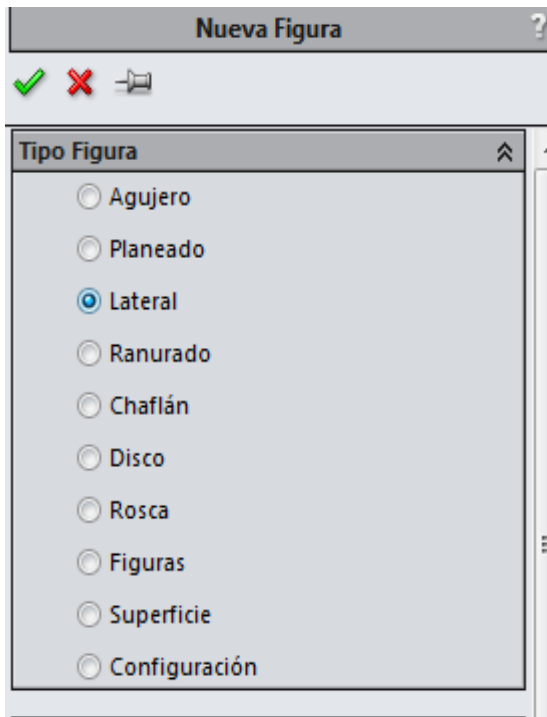 Nueva Figura ?
Tipo Figura
Agujero
Planeado
Lateral
Ranurado
Chaflán
Disco
Rosca
Figuras
Superficie
Configuración